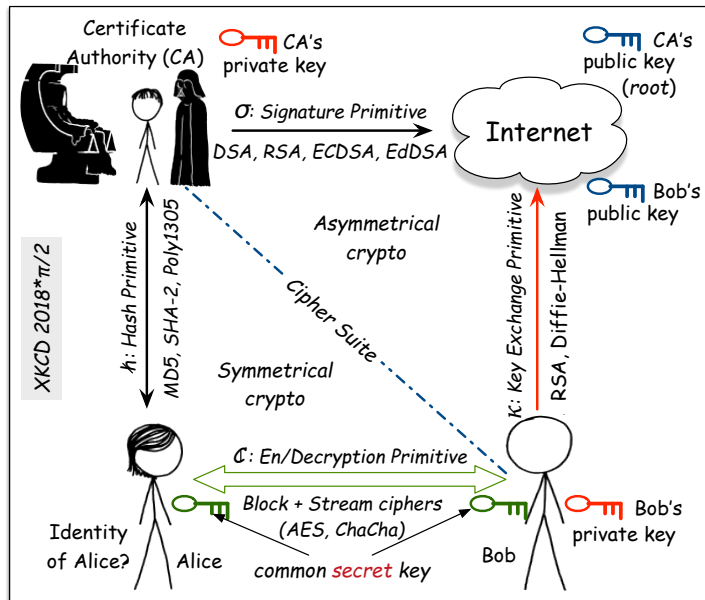 Certificate
Authority (CA)
CA's
private key
CA's
public key
(root)
σ: Signature Primitive
DSA, RSA, ECDSA, EdDSA
Internet
Bob's
public key
XKCD 2018*π/2
ℏ: Hash Primitive
MD5, SHA-2, Poly1305
Asymmetrical
crypto
Cipher Suite
Symmetrical
crypto
K: Key Exchange Primitive
RSA, Diffie-Hellman
ℂ: En/Decryption Primitive
Block + Stream ciphers
(AES, ChaCha)
Identity
of Alice?
Alice
common secret key
Bob
Bob's
private key